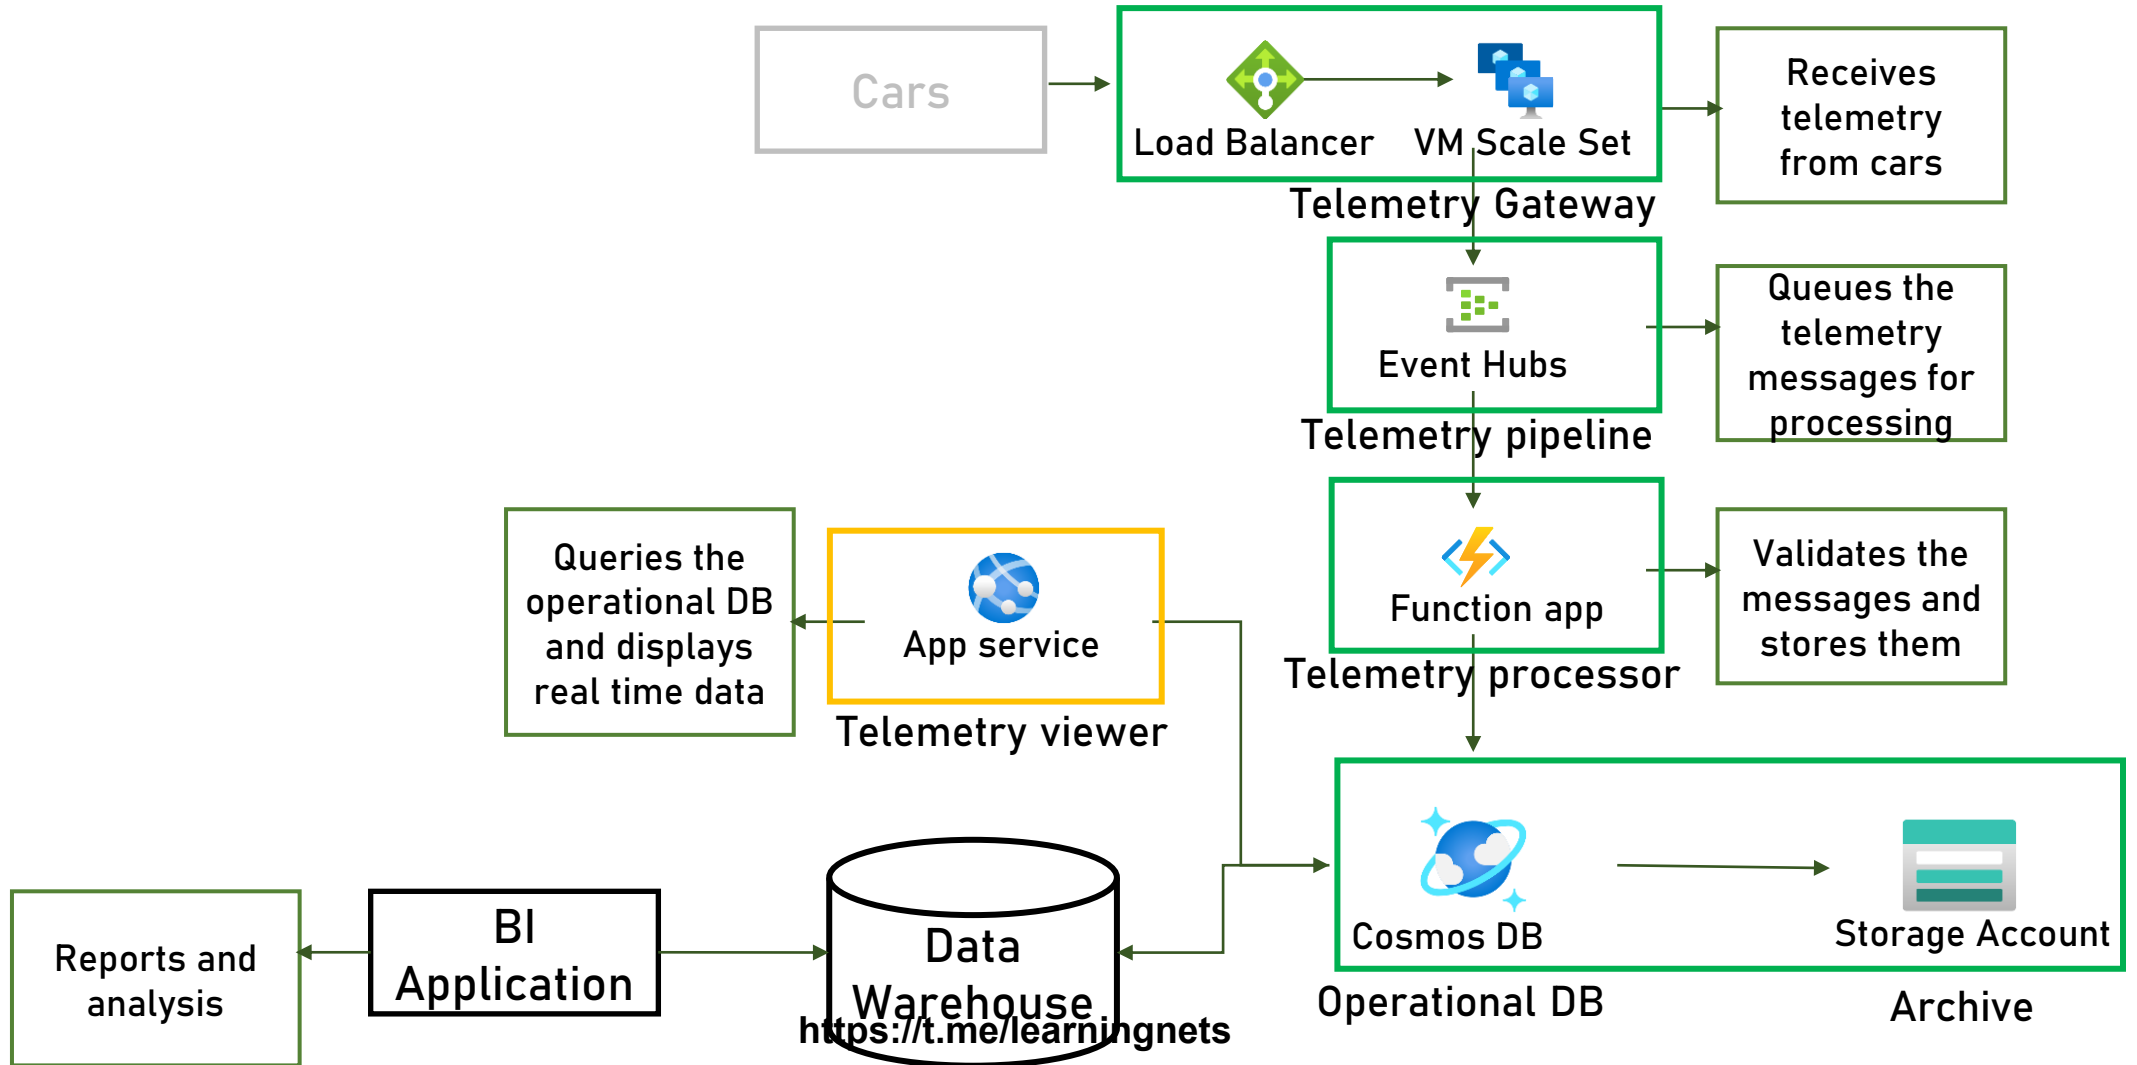 Cars
Load Balancer
VM Scale Set
Telemetry Gateway
Receives
telemetry
from cars
Event Hubs
Telemetry pipeline
Queues the
telemetry
messages for
processing
Function app
Telemetry processor
Validates the
messages and
stores them
Queries the
operational DB
and displays
real time data
App service
Telemetry viewer
Cosmos DB
Operational DB
Storage Account
Archive
Reports and
analysis
BI
Application
Data
Warehouse
https://t.me/learningnets